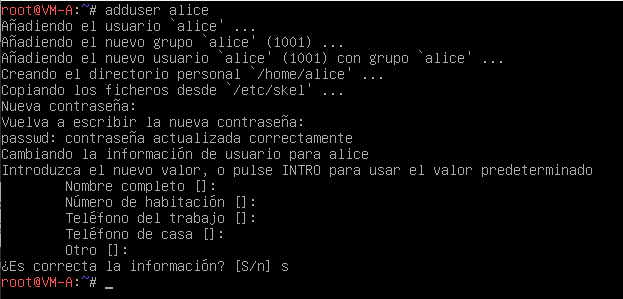 root@VM-A:~# adduser alice
Añadiendo el usuario `alice' ...
Añadiendo el nuevo grupo `alice' (1001) ...
Añadiendo el nuevo usuario `alice' (1001) con grupo `alice' ...
Creando el directorio personal `/home/alice' ...
Copiando los ficheros desde `/etc/skel' ...
Nueva contraseña:
Vuelva a escribir la nueva contraseña:
passwd: contraseña actualizada correctamente
Cambiando la información de usuario para alice
Introduzca el nuevo valor, o pulse INTRO para usar el valor predeterminado
Nombre completo []:
Número de habitación []:
Teléfono del trabajo []:
Teléfono de casa []:
Otro []:
¿Es correcta la información? [S/n] s
root@VM-A:~# _